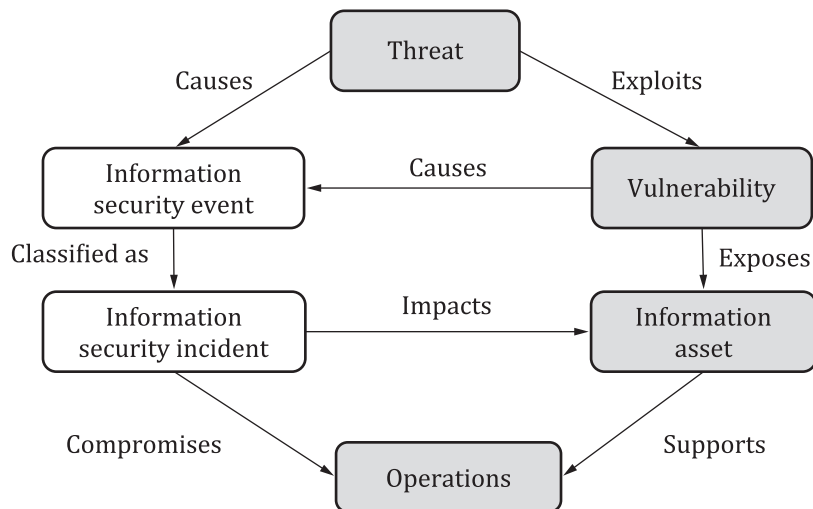 Threat
Causes
Exploits
Information
security event
Causes
Vulnerability
Classified as
Exposes
Information
security incident
Impacts
Information
asset
Compromises
Supports
Operations